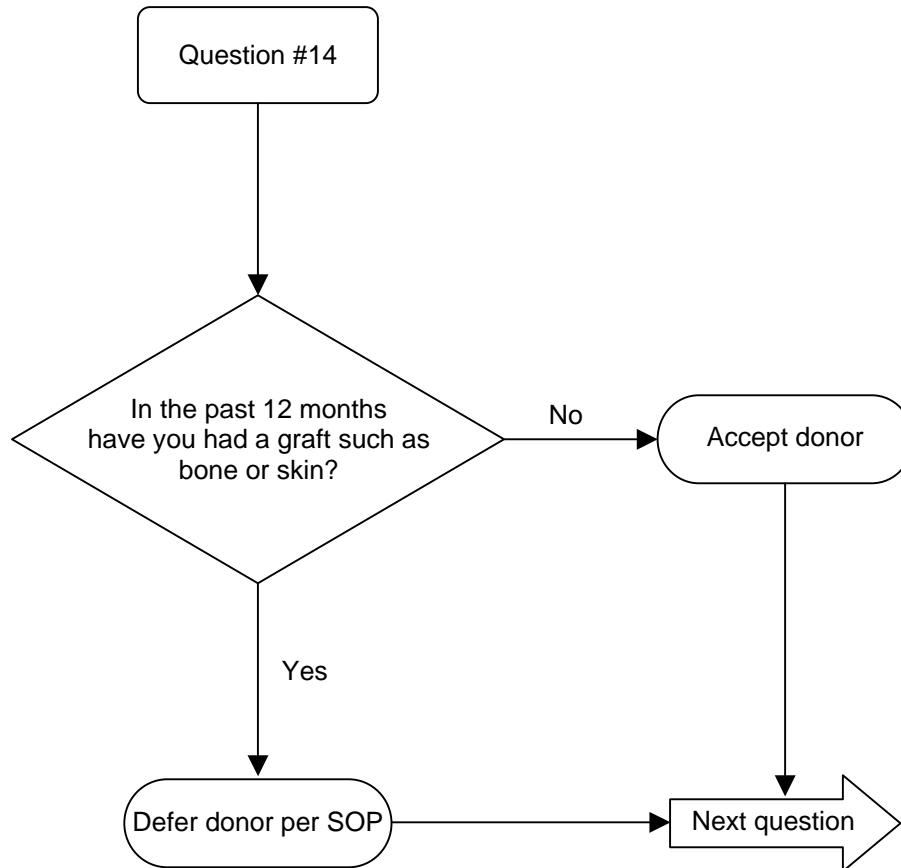 Question #14
In the past 12 months
have you had a graft such as
bone or skin?
No
Accept donor
Yes
Defer donor per SOP
Next question